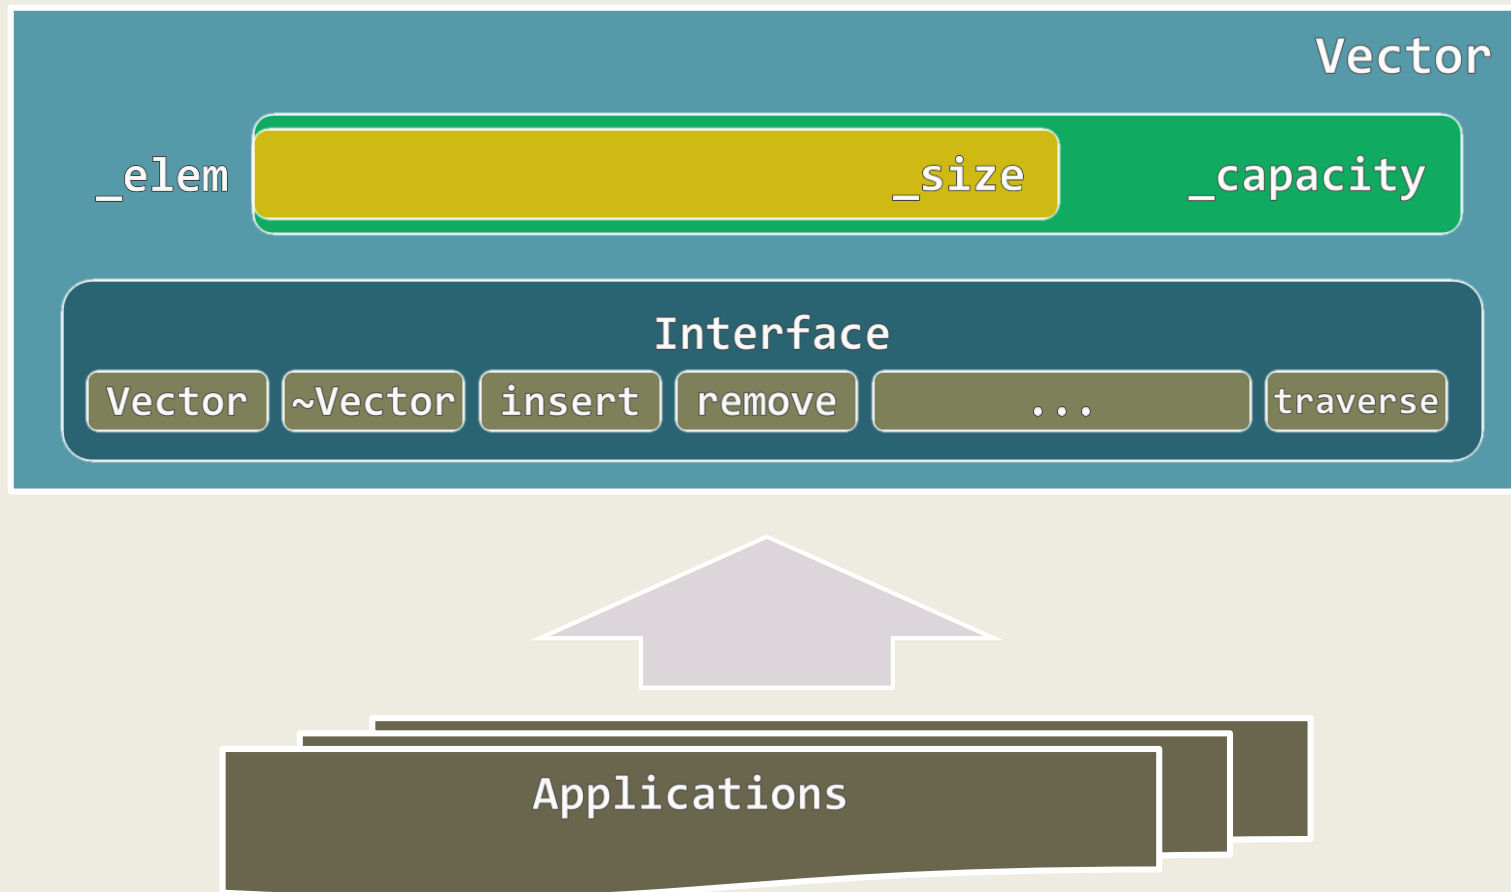 Vector
_elem _size _capacity
Interface
Vector ~Vector insert remove ... traverse
Applications